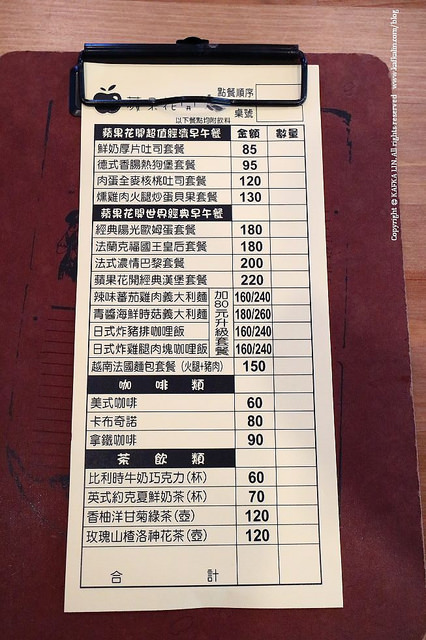 點餐順序
蘋果花開
桌號
以下餐點均附飲料
蘋果花開超值經濟早午餐 金額 數量
鮮奶厚片吐司套餐 85
德式香腸熱狗堡套餐 95
肉蛋全麥核桃吐司套餐 120
燻雞肉火腿炒蛋貝果套餐 130
蘋果花開世界經典早午餐
經典陽光歐姆蛋套餐 180
法蘭克福國王皇后套餐 180
法式濃情巴黎套餐 200
蘋果花開經典漢堡套餐 220
辣味蕃茄雞肉義大利麵 160/240
青醬海鮮時菇義大利麵 180/260
日式炸豬排咖哩飯 160/240
日式炸雞腿肉塊咖哩飯 160/240
加80元升級套餐
越南法國麵包套餐 (火腿+豬肉) 150
咖啡類
美式咖啡 60
卡布奇諾 80
拿鐵咖啡 90
茶飲類
比利時牛奶巧克力(杯) 60
英式約克夏鮮奶茶(杯) 70
香柚洋甘菊綠茶(壺) 120
玫瑰山楂洛神花茶(壺) 120
合計
Copyright © KAFKA LIN. All rights reserved www.kafkalin.com/blog